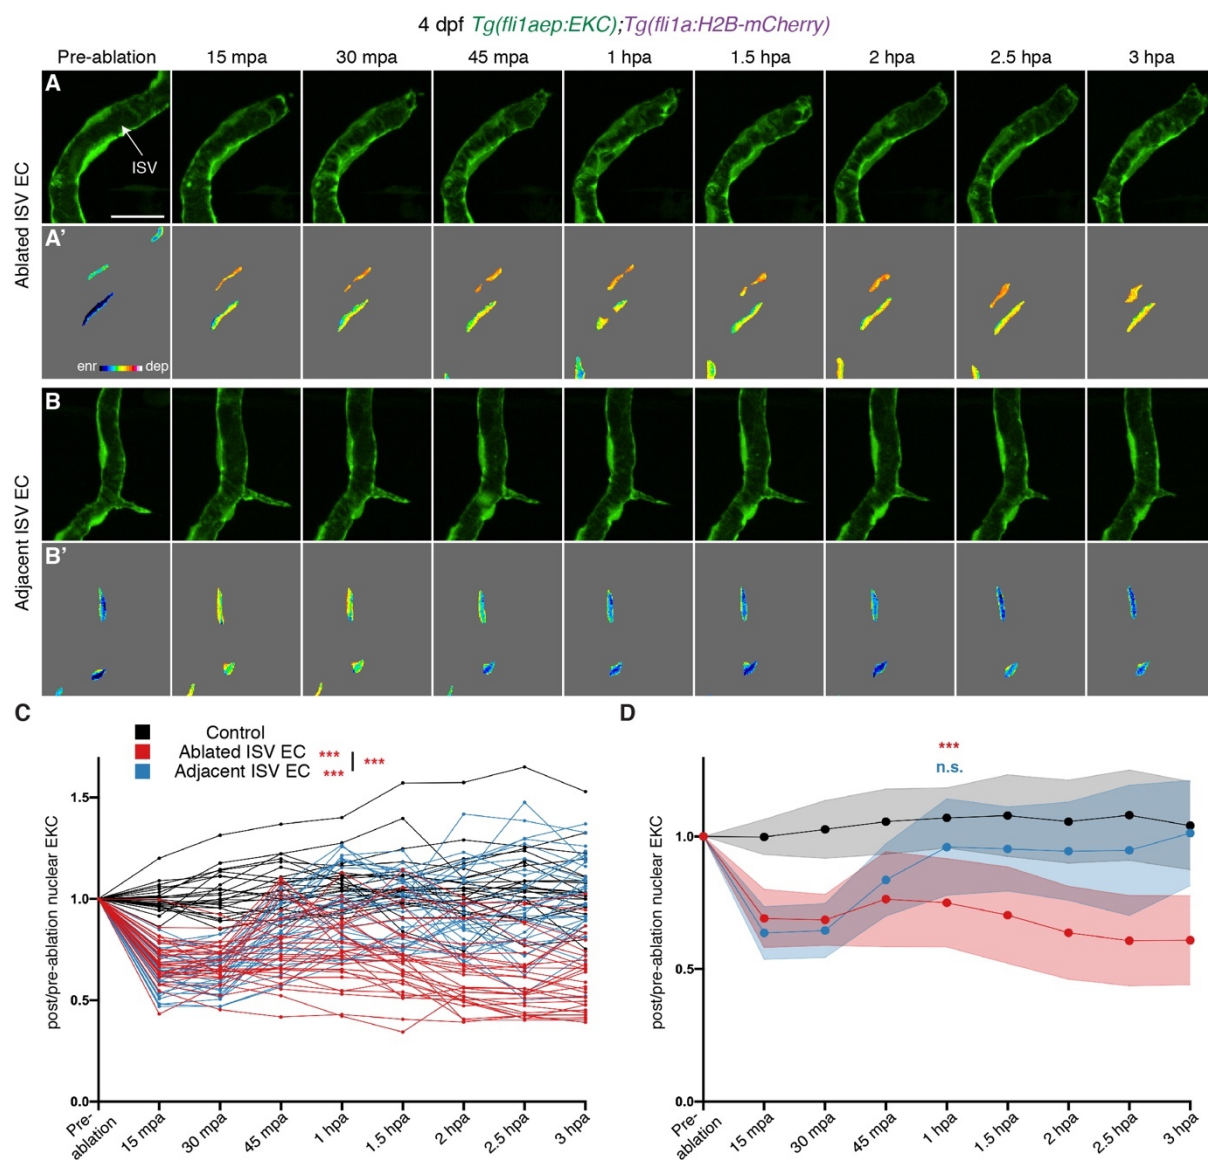 4 dpf Tg(fli1aep:EKC);Tg(fli1a:H2B-mCherry)
Pre-ablation 15 mpa 30 mpa 45 mpa 1 hpa 1.5 hpa 2 hpa 2.5 hpa 3 hpa
Ablated ISV EC
A
ISV
A'
enr dep
Adjacent ISV EC
B
B'
C
Control
Ablated ISV EC ***
Adjacent ISV EC ***
***
post/pre-ablation nuclear EKC
1.5
1.0
0.5
0.0
Pre-ablation 15 mpa 30 mpa 45 mpa 1 hpa 1.5 hpa 2 hpa 2.5 hpa 3 hpa
D
***
n.s.
post/pre-ablation nuclear EKC
1.0
0.5
0.0
Pre-ablation 15 mpa 30 mpa 45 mpa 1 hpa 1.5 hpa 2 hpa 2.5 hpa 3 hpa